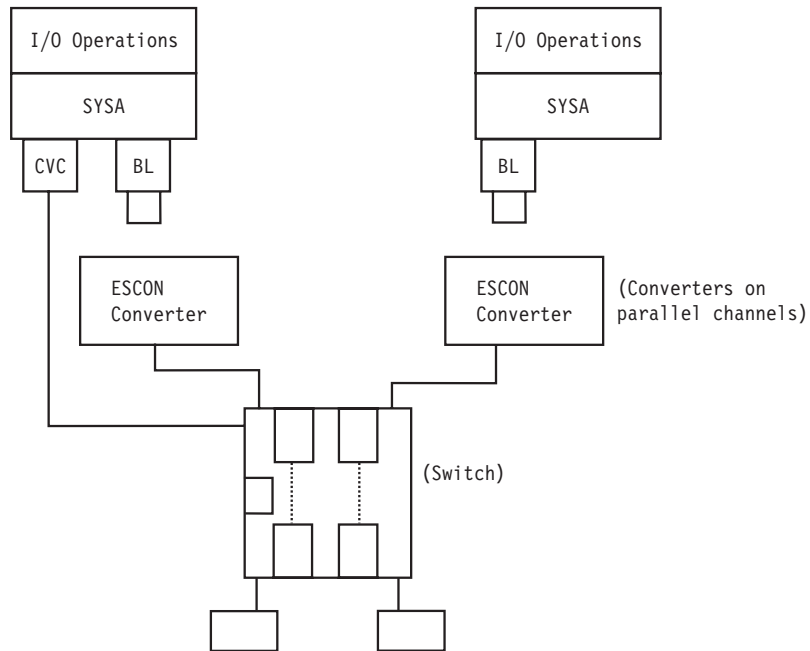 I/O Operations
SYSA
CVC
BL
I/O Operations
SYSA
BL
ESCON
Converter
ESCON
Converter
(Converters on
parallel channels)
(Switch)